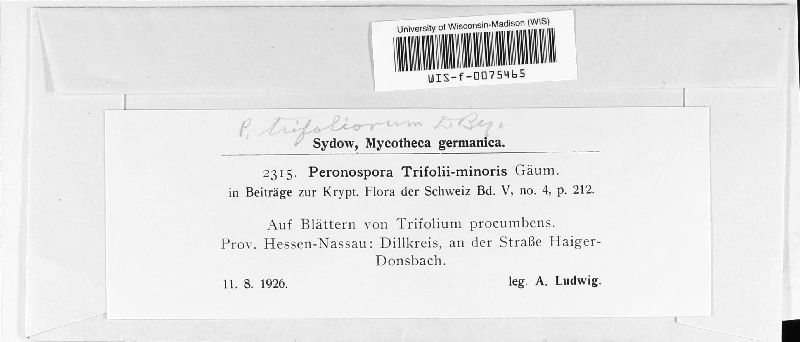 University of Wisconsin-Madison (WIS)
WIS-f-0075465
P. trifoliorum DBy.
Sydow, Mycotheca germanica.
2315. Peronospora Trifolii-minoris Gäum.
in Beiträge zur Krypt. Flora der Schweiz Bd. V, no. 4, p. 212.
Auf Blättern von Trifolium procumbens.
Prov. Hessen-Nassau: Dillkreis, an der Straße Haiger-
Donsbach.
11. 8. 1926. leg. A. Ludwig.